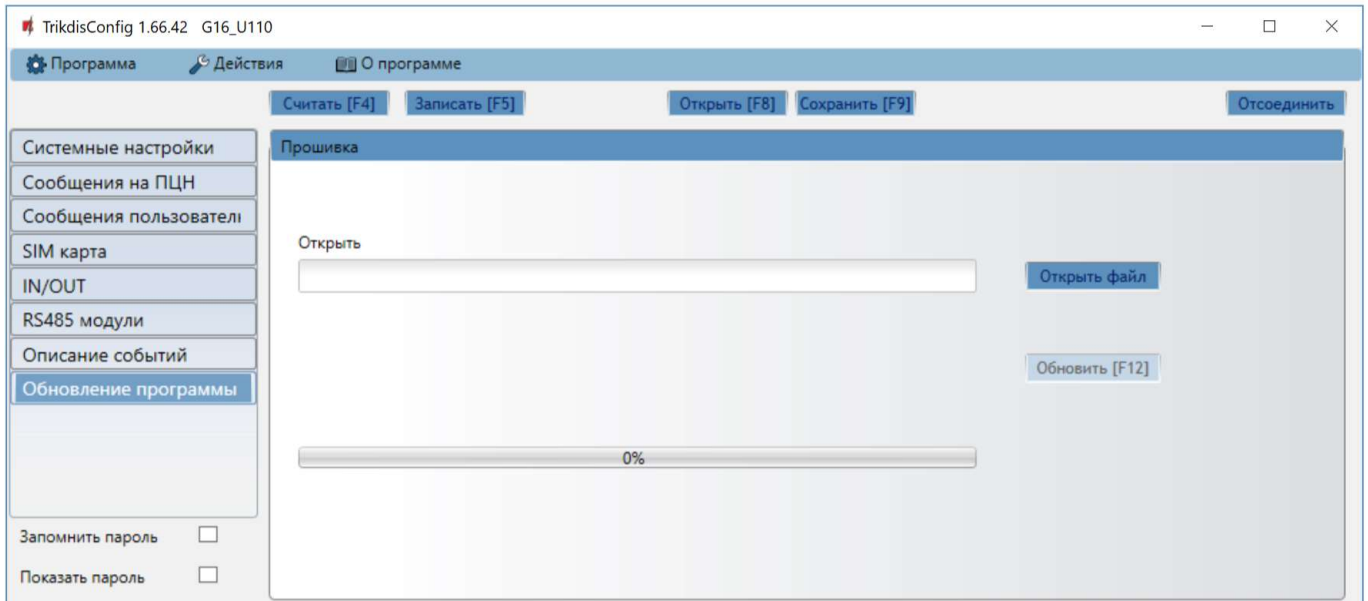 TrikdisConfig 1.66.42 G16_U110
Программа Действия О программе
Считать [F4] Записать [F5] Открыть [F8] Сохранить [F9] Отсоединить
Системные настройки
Сообщения на ПЦН
Сообщения пользовател
SIM карта
IN/OUT
RS485 модули
Описание событий
Обновление программы
Запомнить пароль
Показать пароль
Прошивка
Открыть
Открыть файл
Обновить [F12]
0%